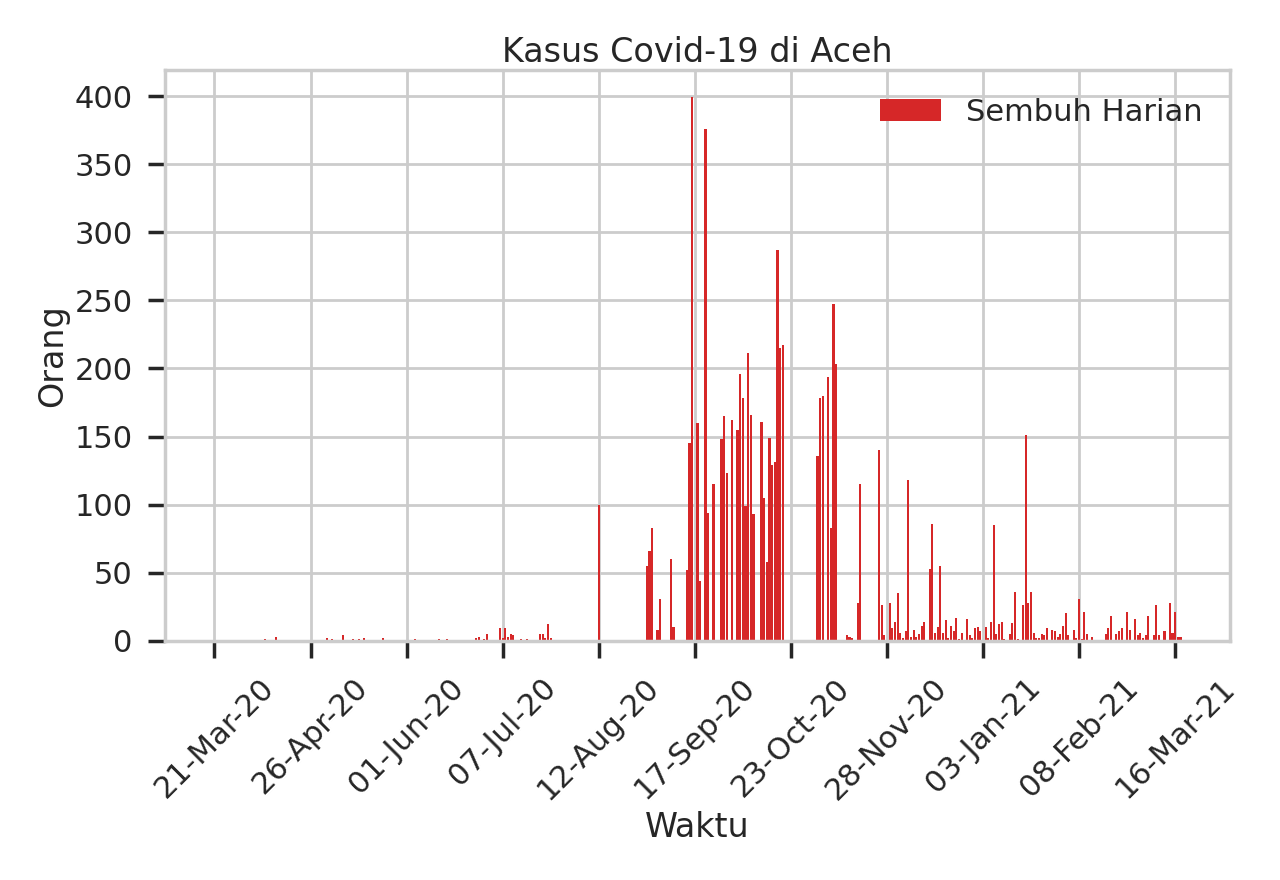 Kasus Covid-19 di Aceh
Sembuh Harian
Orang
400
350
300
250
200
150
100
50
0
21-Mar-20
26-Apr-20
01-Jun-20
07-Jul-20
12-Aug-20
17-Sep-20
23-Oct-20
28-Nov-20
03-Jan-21
08-Feb-21
16-Mar-21
Waktu